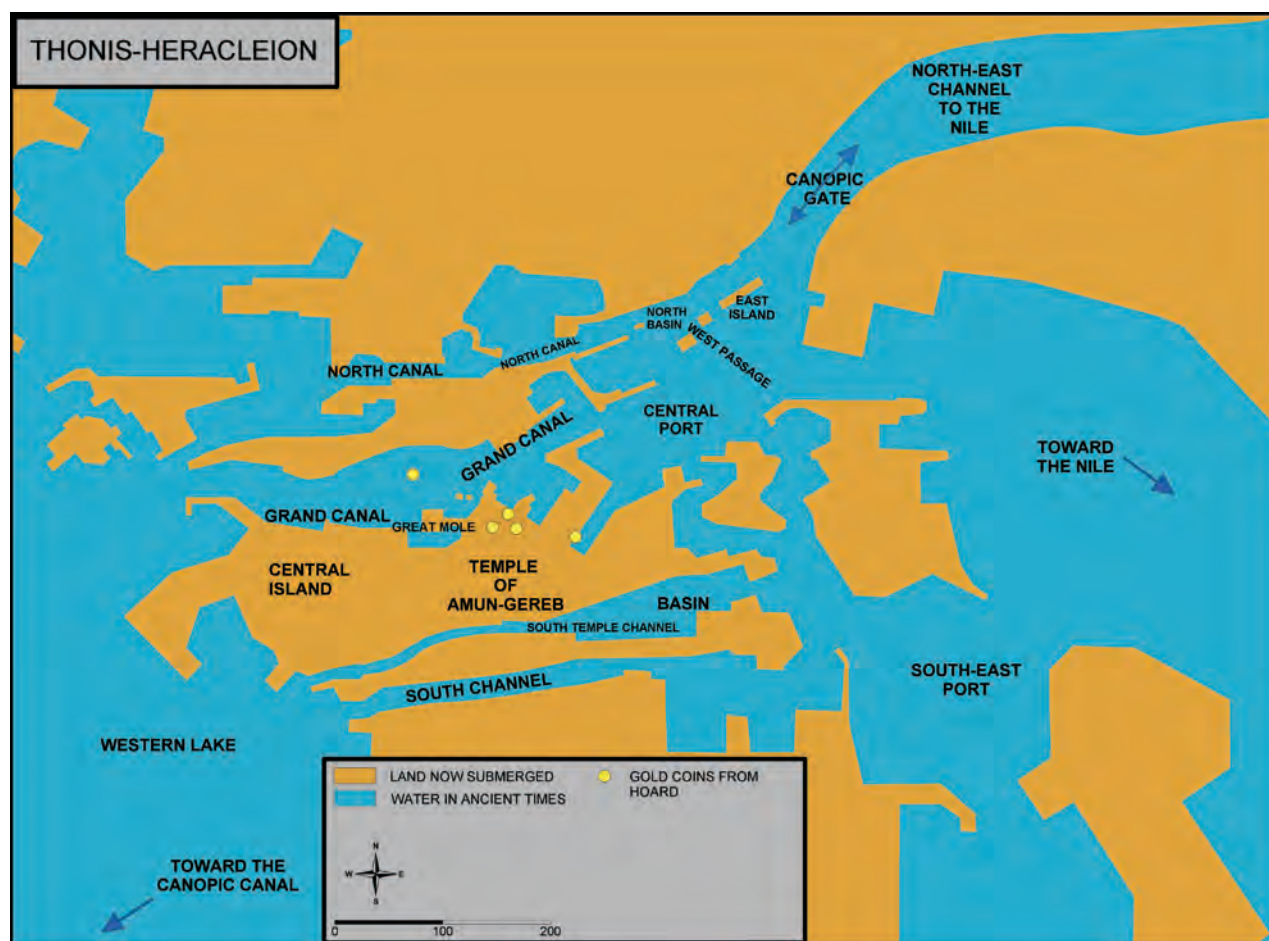 THONIS-HERACLEION
NORTH-EAST
CHANNEL
TO THE
NILE
CANOPIC
GATE
EAST
ISLAND
NORTH
BASIN
WEST PASSAGE
NORTH CANAL
NORTH CANAL
CENTRAL
PORT
GRAND CANAL
TOWARD
THE NILE
GRAND CANAL
GREAT MOLE
CENTRAL
ISLAND
TEMPLE
OF
AMUN-GEREB
BASIN
SOUTH TEMPLE CHANNEL
SOUTH CHANNEL
SOUTH-EAST
PORT
WESTERN LAKE
LAND NOW SUBMERGED
WATER IN ANCIENT TIMES
GOLD COINS FROM
HOARD
TOWARD THE
CANOPIC CANAL
N
W E
S
0 100 200